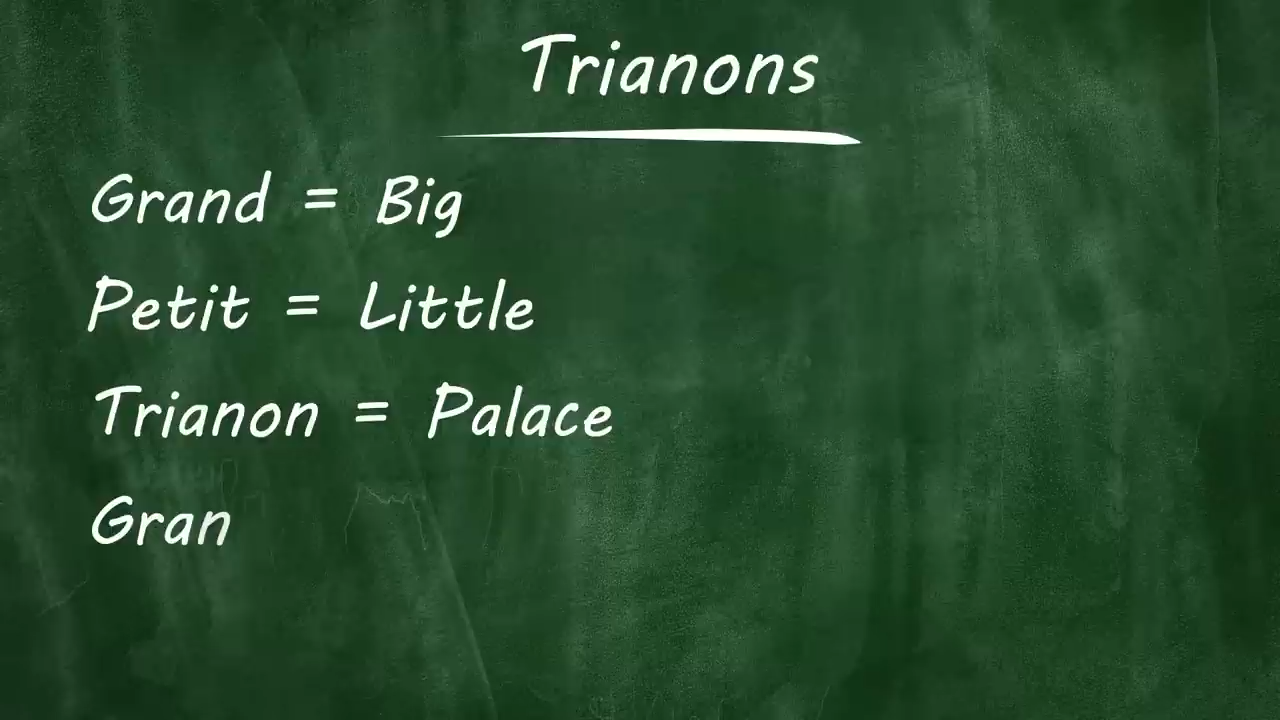 Trianons
Grand = Big
Petit = Little
Trianon = Palace
Gran